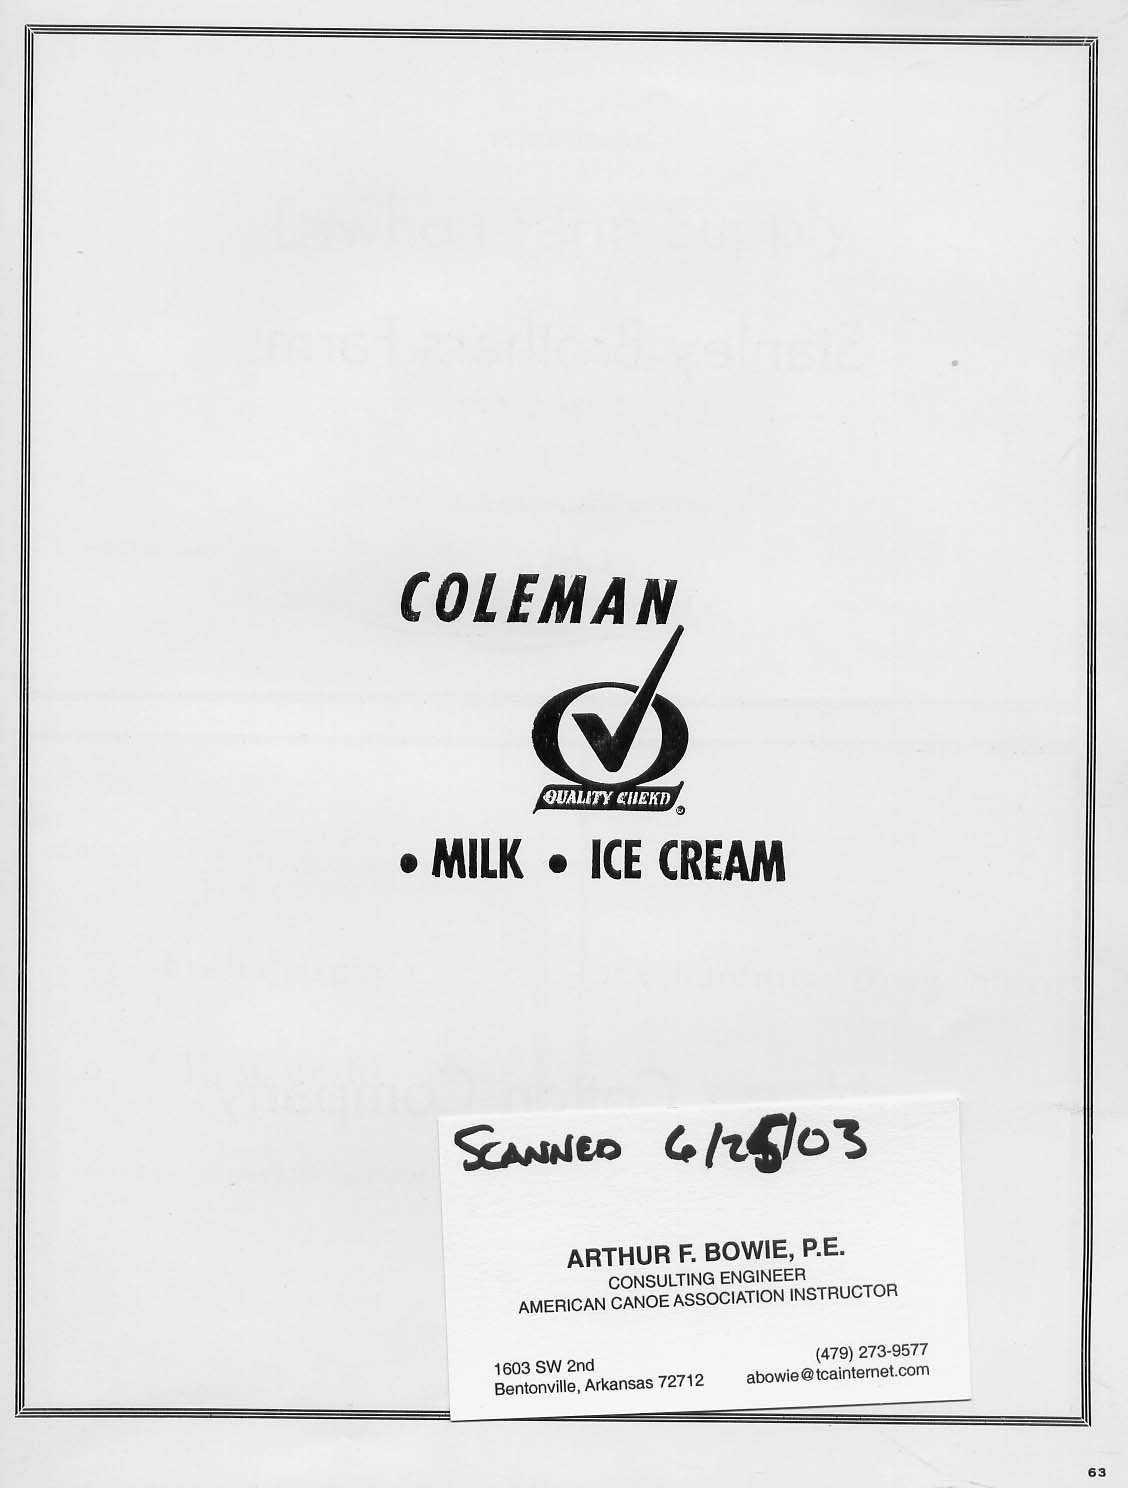 COLEMAN
QUALITY CHEKD
®
• MILK • ICE CREAM
SCANNED 6/25/03
ARTHUR F. BOWIE, P.E.
CONSULTING ENGINEER
AMERICAN CANOE ASSOCIATION INSTRUCTOR
1603 SW 2nd
Bentonville, Arkansas 72712
(479) 273-9577
abowie@tcainternet.com
63